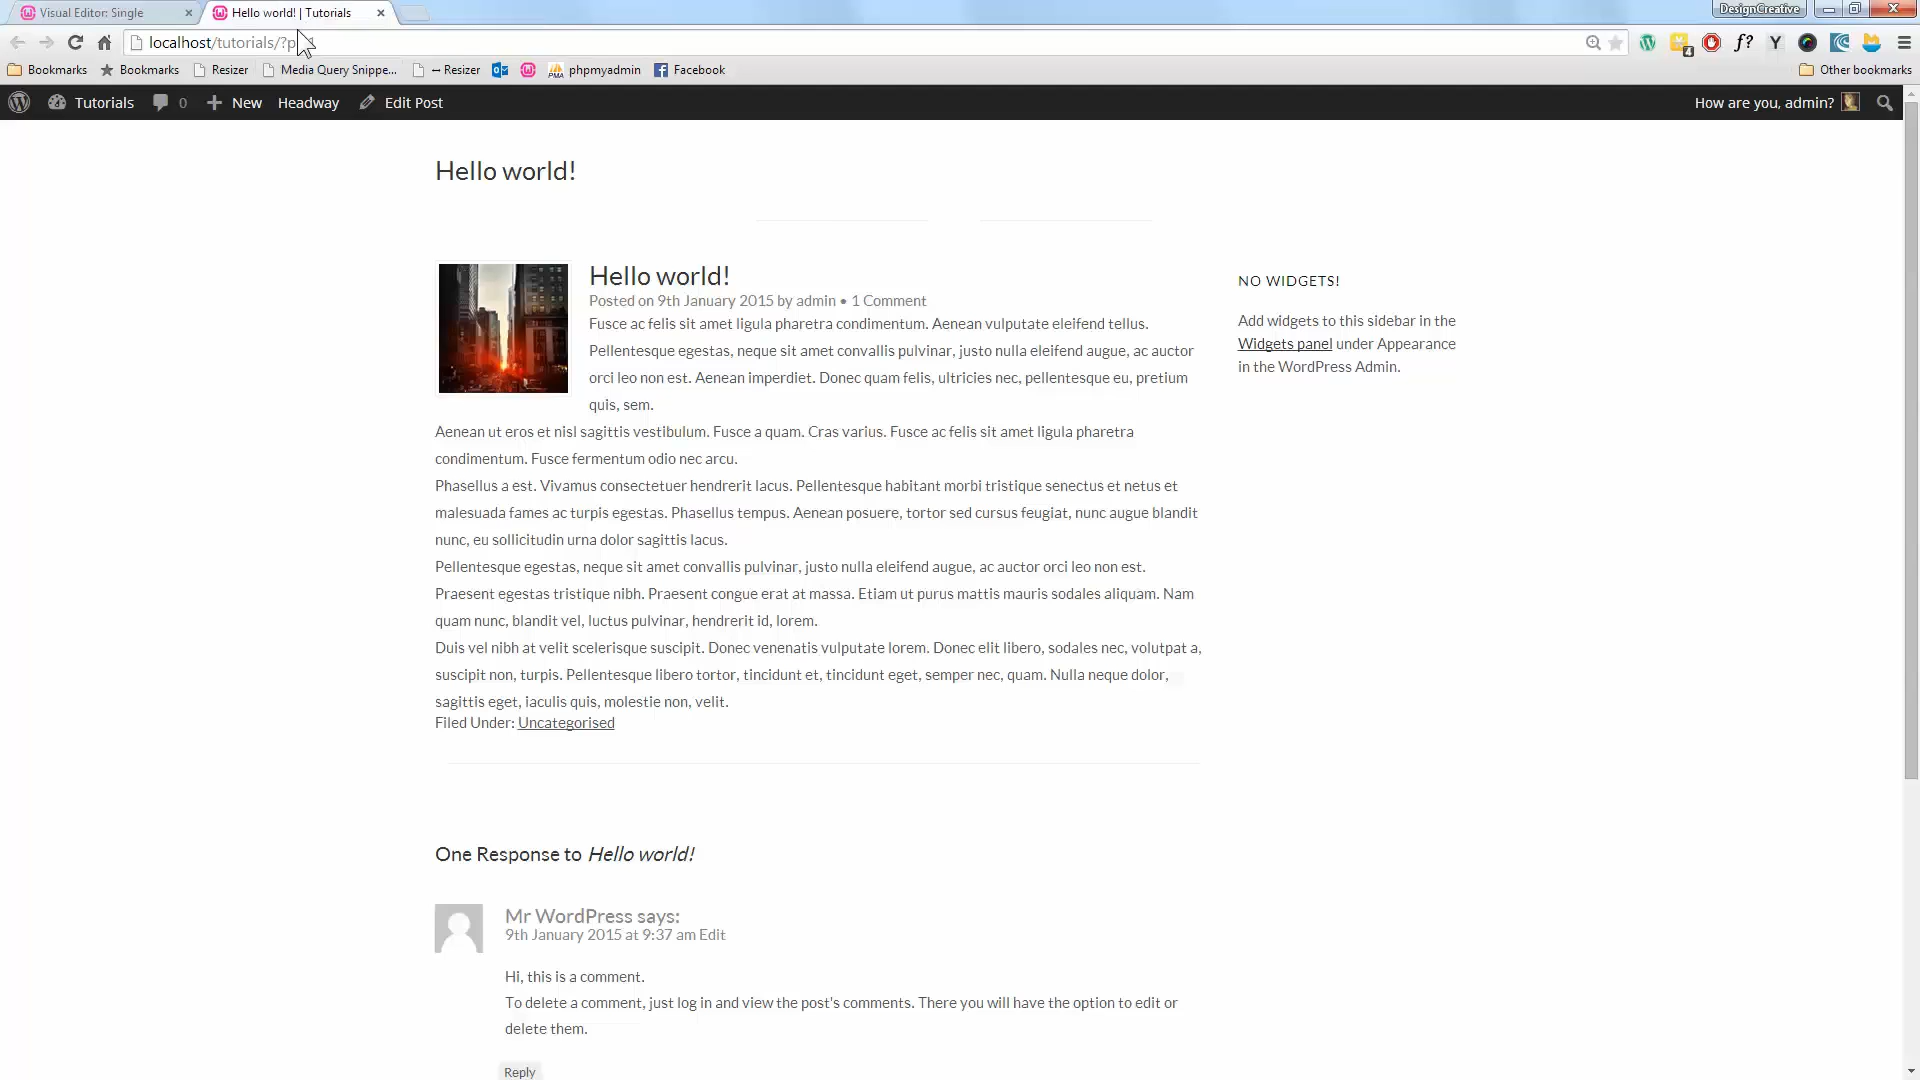 Visual Editor: Single
Hello world! | Tutorials
DesignCreative
localhost/tutorials/?p
4
f?
Y
Bookmarks
Bookmarks
Resizer
Media Query Snippe...
↔ Resizer
PMA
phpmyadmin
Facebook
Other bookmarks
Tutorials
0
New
Headway
Edit Post
How are you, admin?
Hello world!
Hello world!
Posted on 9th January 2015 by admin • 1 Comment
Fusce ac felis sit amet ligula pharetra condimentum. Aenean vulputate eleifend tellus.
Pellentesque egestas, neque sit amet convallis pulvinar, justo nulla eleifend augue, ac auctor
orci leo non est. Aenean imperdiet. Donec quam felis, ultricies nec, pellentesque eu, pretium
quis, sem.
Aenean ut eros et nisl sagittis vestibulum. Fusce a quam. Cras varius. Fusce ac felis sit amet ligula pharetra
condimentum. Fusce fermentum odio nec arcu.
Phasellus a est. Vivamus consectetuer hendrerit lacus. Pellentesque habitant morbi tristique senectus et netus et
malesuada fames ac turpis egestas. Phasellus tempus. Aenean posuere, tortor sed cursus feugiat, nunc augue blandit
nunc, eu sollicitudin urna dolor sagittis lacus.
Pellentesque egestas, neque sit amet convallis pulvinar, justo nulla eleifend augue, ac auctor orci leo non est.
Praesent egestas tristique nibh. Praesent congue erat at massa. Etiam ut purus mattis mauris sodales aliquam. Nam
quam nunc, blandit vel, luctus pulvinar, hendrerit id, lorem.
Duis vel nibh at velit scelerisque suscipit. Donec venenatis vulputate lorem. Donec elit libero, sodales nec, volutpat a,
suscipit non, turpis. Pellentesque libero tortor, tincidunt et, tincidunt eget, semper nec, quam. Nulla neque dolor,
sagittis eget, iaculis quis, molestie non, velit.
Filed Under: Uncategorised
NO WIDGETS!
Add widgets to this sidebar in the
Widgets panel under Appearance
in the WordPress Admin.
One Response to Hello world!
Mr WordPress says:
9th January 2015 at 9:37 am Edit
Hi, this is a comment.
To delete a comment, just log in and view the post's comments. There you will have the option to edit or
delete them.
Reply